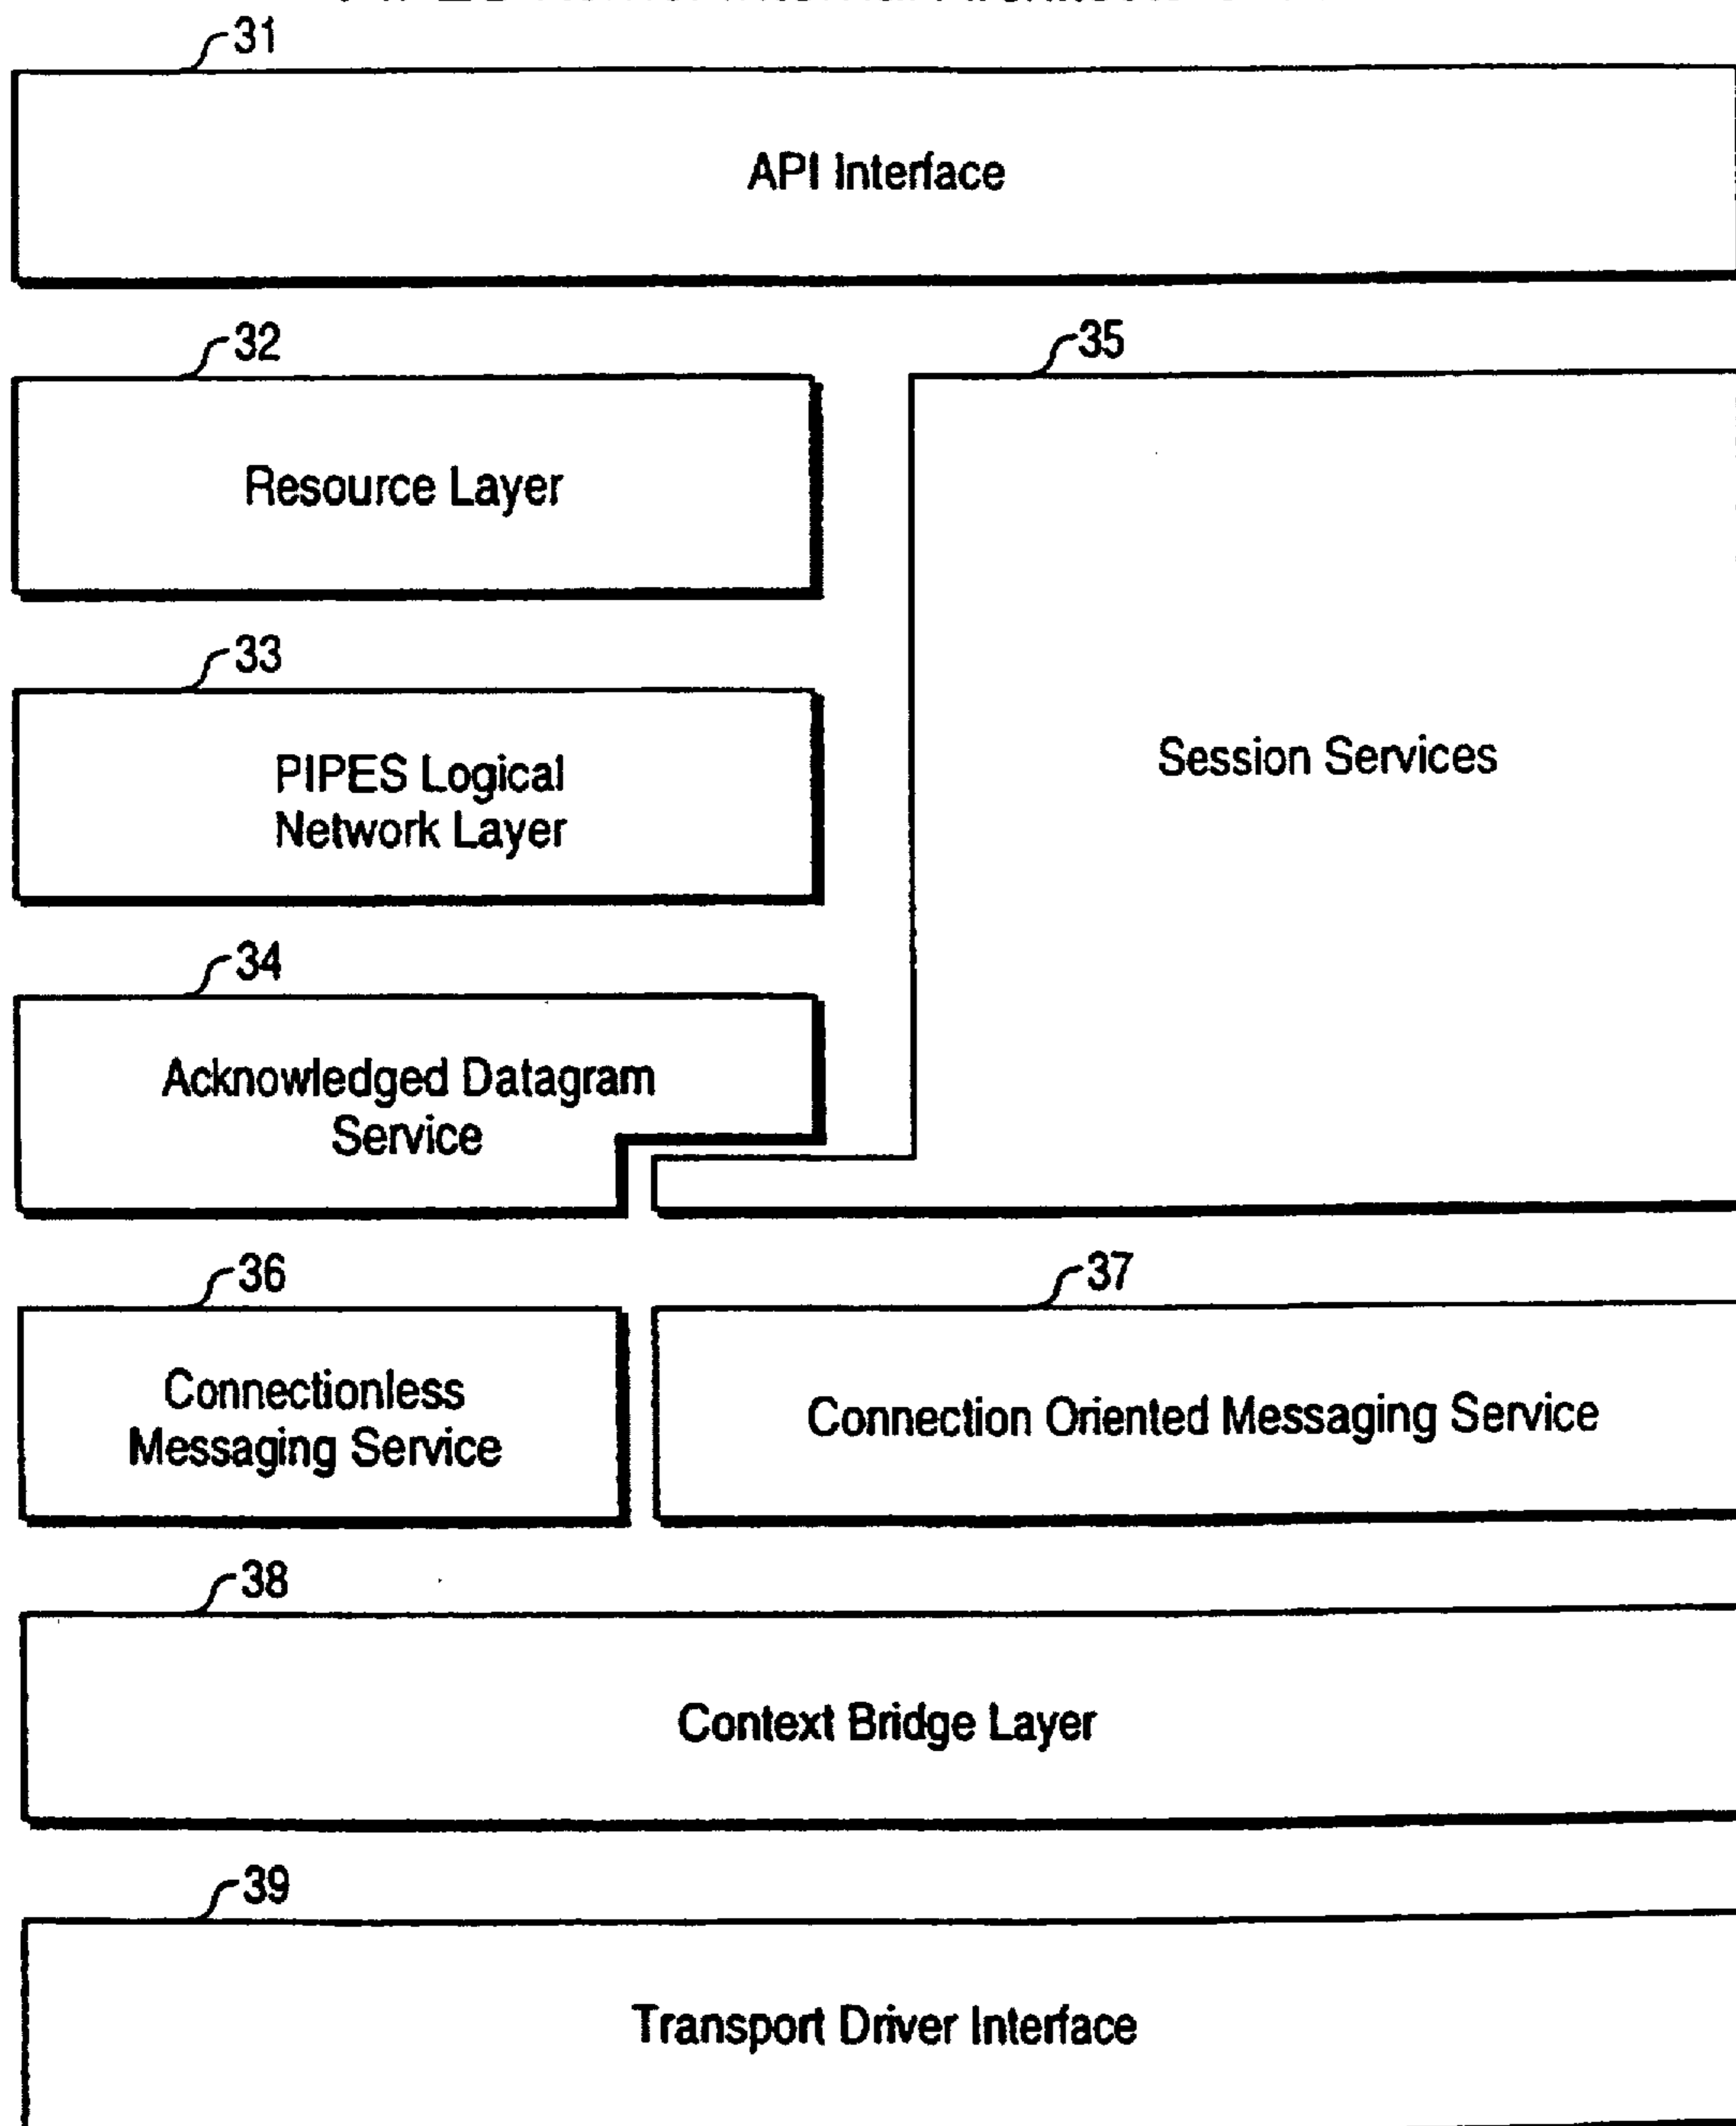 31
API Interface
32
35
Resource Layer
33
PIPES Logical
Network Layer
Session Services
34
Acknowledged Datagram
Service
36
37
Connectionless
Messaging Service
Connection Oriented Messaging Service
38
Context Bridge Layer
39
Transport Driver Interface